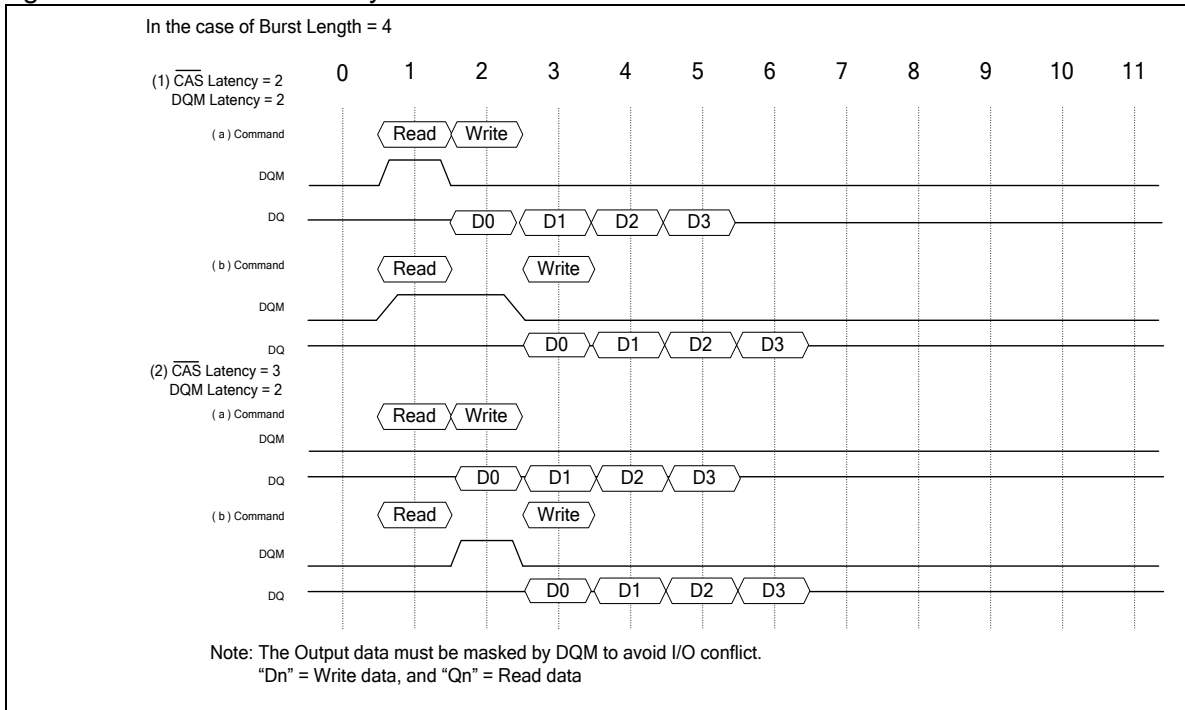 In the case of Burst Length = 4
0 1 2 3 4 5 6 7 8 9 10 11
(1) CAS Latency = 2
DQM Latency = 2
( a ) Command Read Write
DQM
DQ D0 D1 D2 D3
( b ) Command Read Write
DQM
DQ D0 D1 D2 D3
(2) CAS Latency = 3
DQM Latency = 2
( a ) Command Read Write
DQM
DQ D0 D1 D2 D3
( b ) Command Read Write
DQM
DQ D0 D1 D2 D3
Note: The Output data must be masked by DQM to avoid I/O conflict.
“Dn” = Write data, and “Qn” = Read data